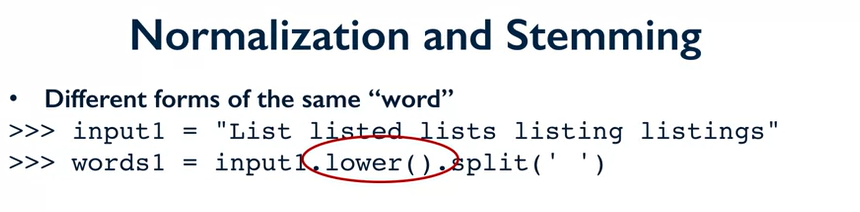 Normalization and Stemming
• Different forms of the same “word”
>>> input1 = "List listed lists listing listings"
>>> words1 = input1.lower().split(' ')